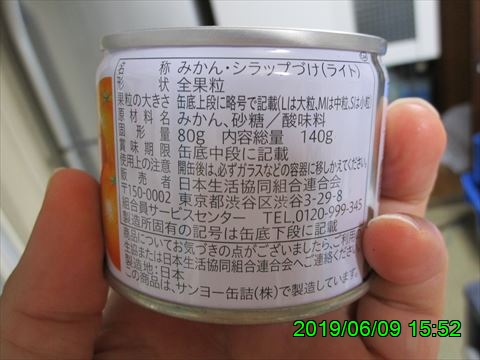 名 称 みかん・シラップづけ(ライト)
形 状 全果粒
果粒の大きさ 缶底上段に略号で記載(Lは大粒,Mは中粒,Sは小粒)
原 材 料 名 みかん、砂糖/酸味料
固 形 量 80g 内容総量 140g
賞 味 期 限 缶底中段に記載
使用上の注意 開缶後は、必ずガラスなどの容器に移しかえてください。
販 売 者 日本生活協同組合連合会
〒150-0002 東京都渋谷区渋谷3-29-8
組合員サービスセンター TEL.0120-999-345
製造所固有の記号は缶底下段に記載
商品についてお気づきの点がございましたら、ご利用の
生協または日本生活協同組合連合会へご連絡ください。
製造地:日本
この商品は、サンヨー缶詰(株)で製造しています。
2019/06/09 15:52